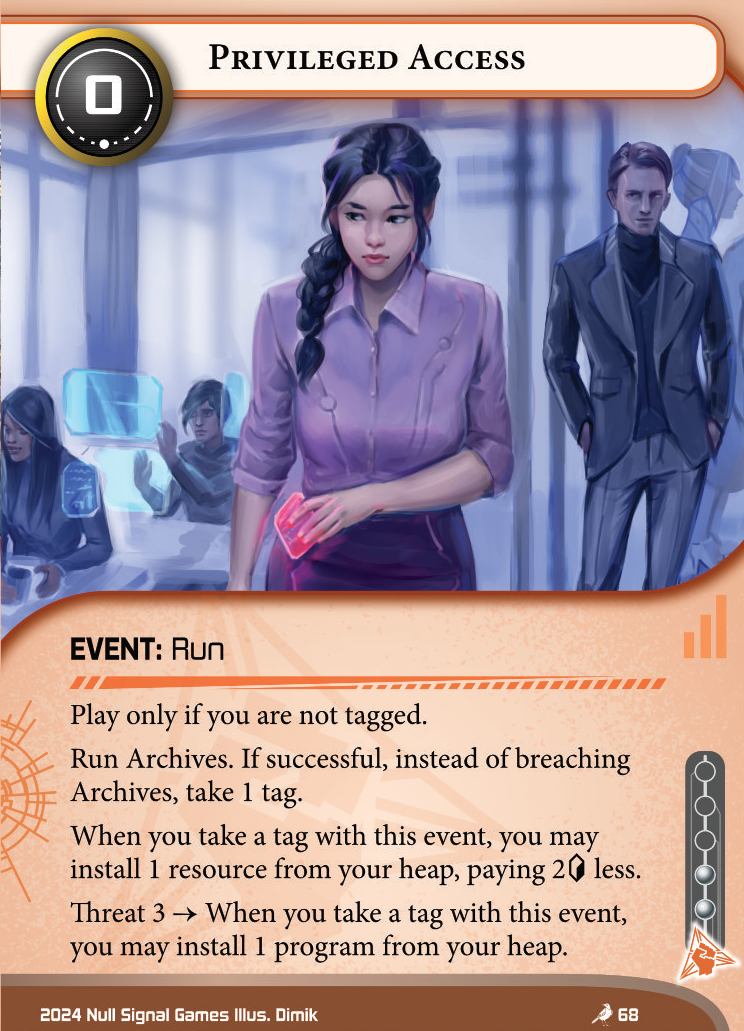 0
Privileged Access
EVENT: Run
Play only if you are not tagged.
Run Archives. If successful, instead of breaching
Archives, take 1 tag.
When you take a tag with this event, you may
install 1 resource from your heap, paying 2 less.
Threat 3 → When you take a tag with this event,
you may install 1 program from your heap.
2024 Null Signal Games Illus. Dimik
68